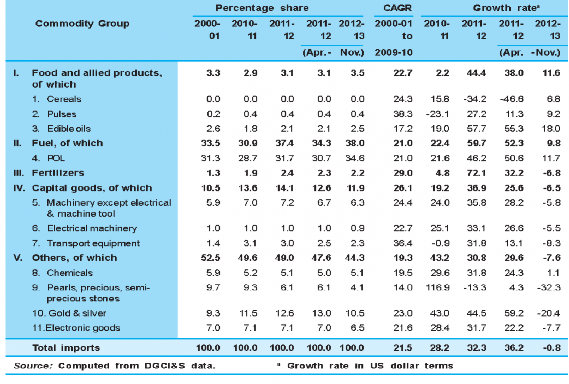 Percentage share CAGR Growth rateª
Commodity Group 2000- 2010- 2011- 2011- 2012- 2000-01 2010- 2011- 2011- 2012-
01 11 12 12 13 to 11 12 12 13
(Apr. - Nov.) 2009-10 (Apr. -Nov.)
I. Food and allied products, 3.3 2.9 3.1 3.1 3.5 22.7 2.2 44.4 38.0 11.6
of which
1. Cereals 0.0 0.0 0.0 0.0 0.0 24.3 15.8 -34.2 -46.6 6.8
2. Pulses 0.2 0.4 0.4 0.4 0.4 38.3 -23.1 27.2 11.3 9.2
3. Edible oils 2.6 1.8 2.1 2.1 2.5 17.2 19.0 57.7 55.3 18.0
II. Fuel, of which 33.5 30.9 37.4 34.3 38.0 21.0 22.4 59.7 52.3 9.8
4. POL 31.3 28.7 31.7 30.7 34.6 21.0 21.6 46.2 50.6 11.7
III. Fertilizers 1.3 1.9 2.4 2.3 2.2 29.0 4.8 72.1 32.2 -6.8
IV. Capital goods, of which 10.5 13.6 14.1 12.6 11.9 26.1 19.2 36.9 25.6 -6.5
5. Machinery except electrical 5.9 7.0 7.2 6.7 6.3 24.4 24.0 35.8 28.2 -5.8
& machine tool
6. Electrical machinery 1.0 1.0 1.0 1.0 0.9 22.7 25.1 33.1 26.6 -5.5
7. Transport equipment 1.4 3.1 3.0 2.5 2.3 36.4 -0.9 31.8 13.1 -8.3
V. Others, of which 52.5 49.6 49.0 47.6 44.3 19.3 43.2 30.8 29.6 -7.6
8. Chemicals 5.9 5.2 5.1 5.0 5.1 19.5 29.6 31.8 24.3 1.1
9. Pearls, precious, semi- 9.7 9.3 6.1 6.1 4.1 14.0 116.9 -13.3 4.3 -32.3
precious stones
10. Gold & silver 9.3 11.5 12.6 13.0 10.5 23.0 43.0 44.5 59.2 -20.4
11.Electronic goods 7.0 7.1 7.1 7.0 6.5 21.6 28.4 31.7 22.2 -7.7
Total imports 100.0 100.0 100.0 100.0 100.0 21.5 28.2 32.3 36.2 -0.8
Source: Computed from DGCI&S data. ª Growth rate in US dollar terms